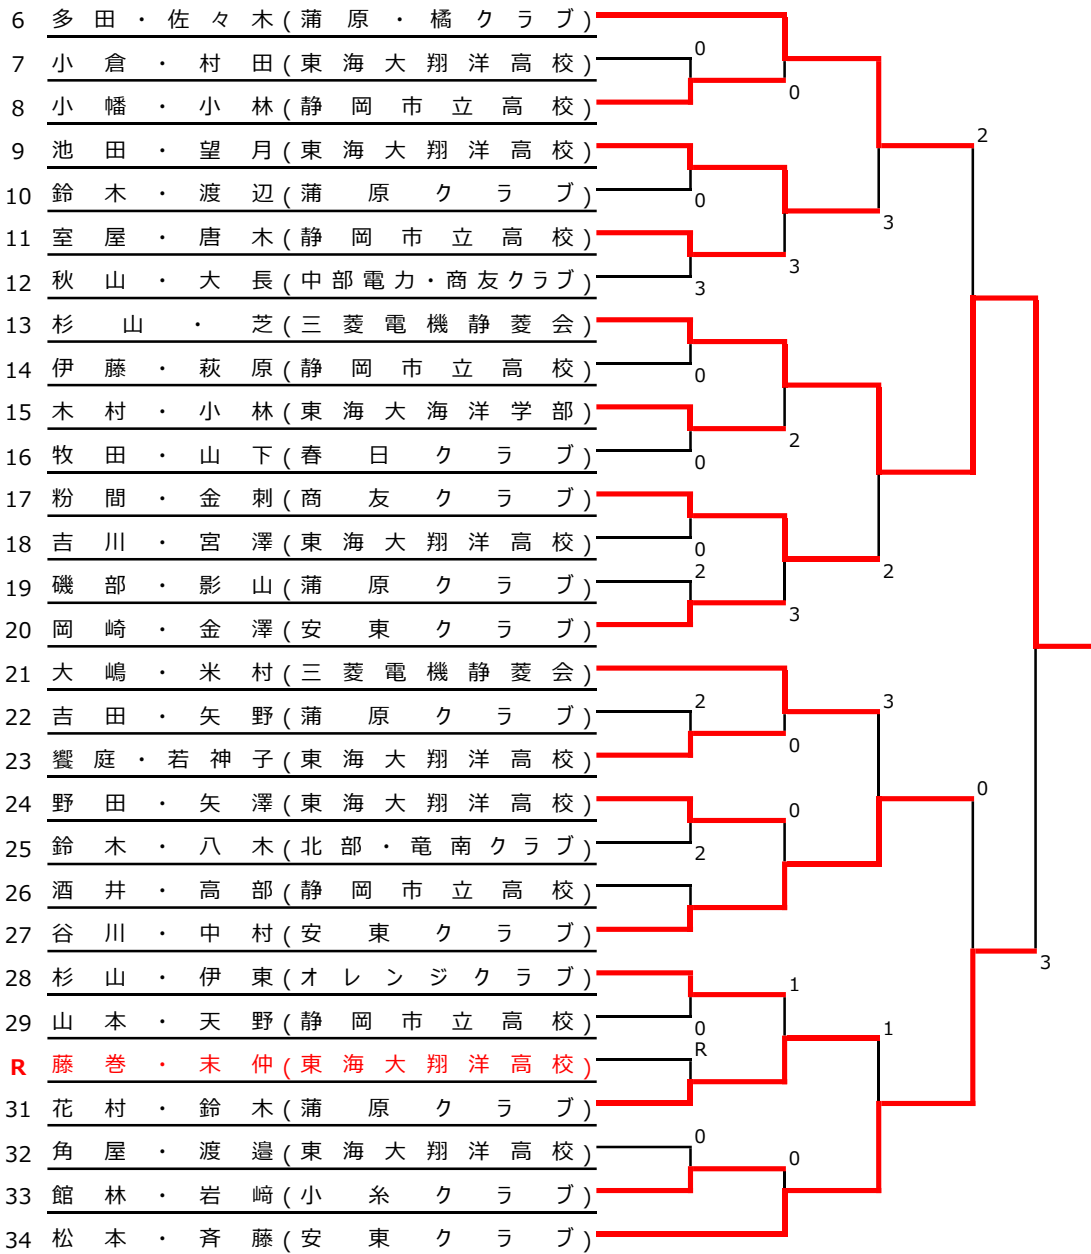 6 多田・佐々木(蒲原・橘クラブ)
0
7 小倉・村田(東海大翔洋高校)
0
8 小幡・小林(静岡市立高校)
2
9 池田・望月(東海大翔洋高校)
10 鈴木・渡辺(蒲原クラブ)
0
3
11 室屋・唐木(静岡市立高校)
3
12 秋山・大長(中部電力・商友クラブ)
3
13 杉山・芝(三菱電機静菱会)
14 伊藤・萩原(静岡市立高校)
0
15 木村・小林(東海大海洋学部)
2
16 牧田・山下(春日クラブ)
0
17 粉間・金刺(商友クラブ)
18 吉川・宮澤(東海大翔洋高校)
0
2
2
19 磯部・影山(蒲原クラブ)
3
20 岡崎・金澤(安東クラブ)
21 大嶋・米村(三菱電機静菱会)
2
3
22 吉田・矢野(蒲原クラブ)
0
23 饗庭・若神子(東海大翔洋高校)
0
24 野田・矢澤(東海大翔洋高校)
0
25 鈴木・八木(北部・竜南クラブ)
2
26 酒井・高部(静岡市立高校)
27 谷川・中村(安東クラブ)
3
28 杉山・伊東(オレンジクラブ)
1
29 山本・天野(静岡市立高校)
0
1
R
R 藤巻・末仲(東海大翔洋高校)
31 花村・鈴木(蒲原クラブ)
0
32 角屋・渡邉(東海大翔洋高校)
0
33 館林・岩﨑(小糸クラブ)
34 松本・斉藤(安東クラブ)